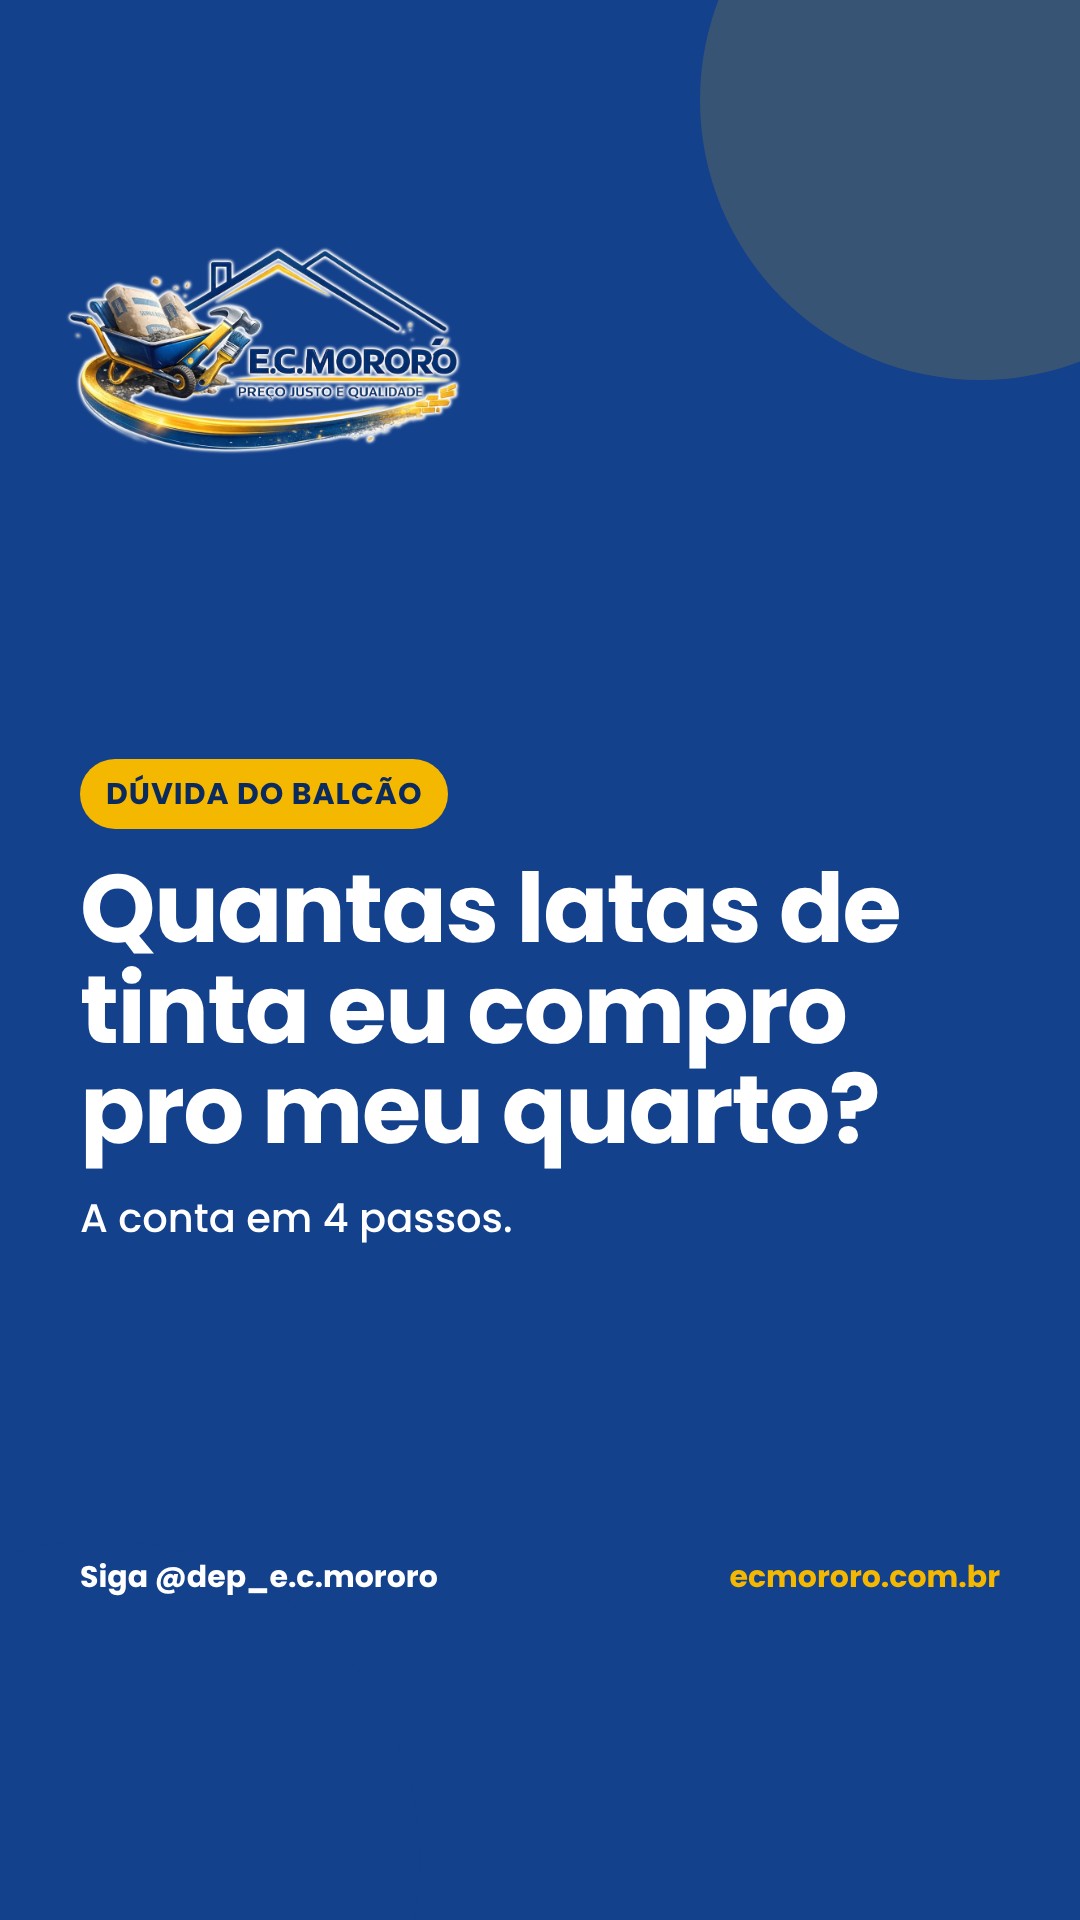 E.C.MORORÓ
PREÇO JUSTO E QUALIDADE
DÚVIDA DO BALCÃO
Quantas latas de
tinta eu compro
pro meu quarto?
A conta em 4 passos.
Siga @dep_e.c.mororo
ecmororo.com.br